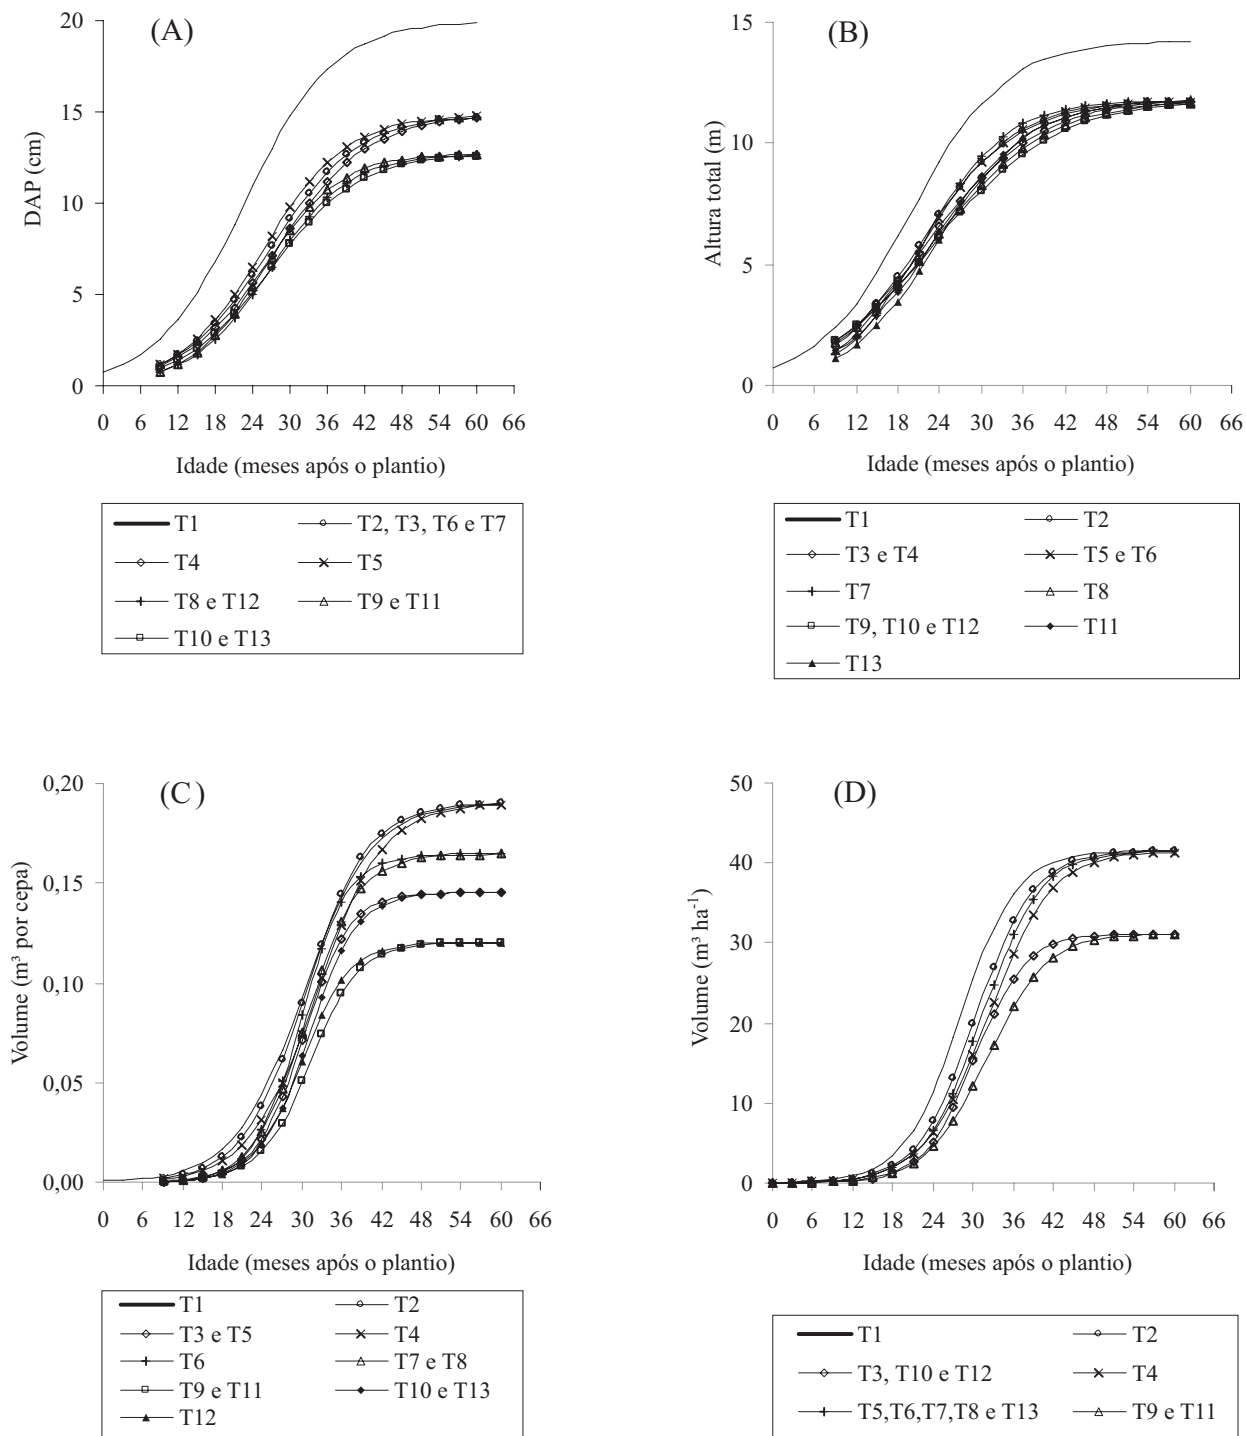 (A)
DAP (cm)
20
15
10
5
0
0 6 12 18 24 30 36 42 48 54 60 66
Idade (meses após o plantio)
T1
T2, T3, T6 e T7
T4
T5
T8 e T12
T9 e T11
T10 e T13
(B)
Altura total (m)
15
10
5
0
0 6 12 18 24 30 36 42 48 54 60 66
Idade (meses após o plantio)
T1
T2
T3 e T4
T5 e T6
T7
T8
T9, T10 e T12
T11
T13
(C)
Volume (m³ por cepa)
0,20
0,15
0,10
0,05
0,00
0 6 12 18 24 30 36 42 48 54 60 66
Idade (meses após o plantio)
T1
T2
T3 e T5
T4
T6
T7 e T8
T9 e T11
T10 e T13
T12
(D)
Volume (m³ ha⁻¹)
50
40
30
20
10
0
0 6 12 18 24 30 36 42 48 54 60 66
Idade (meses após o plantio)
T1
T2
T3, T10 e T12
T4
T5,T6,T7,T8 e T13
T9 e T11